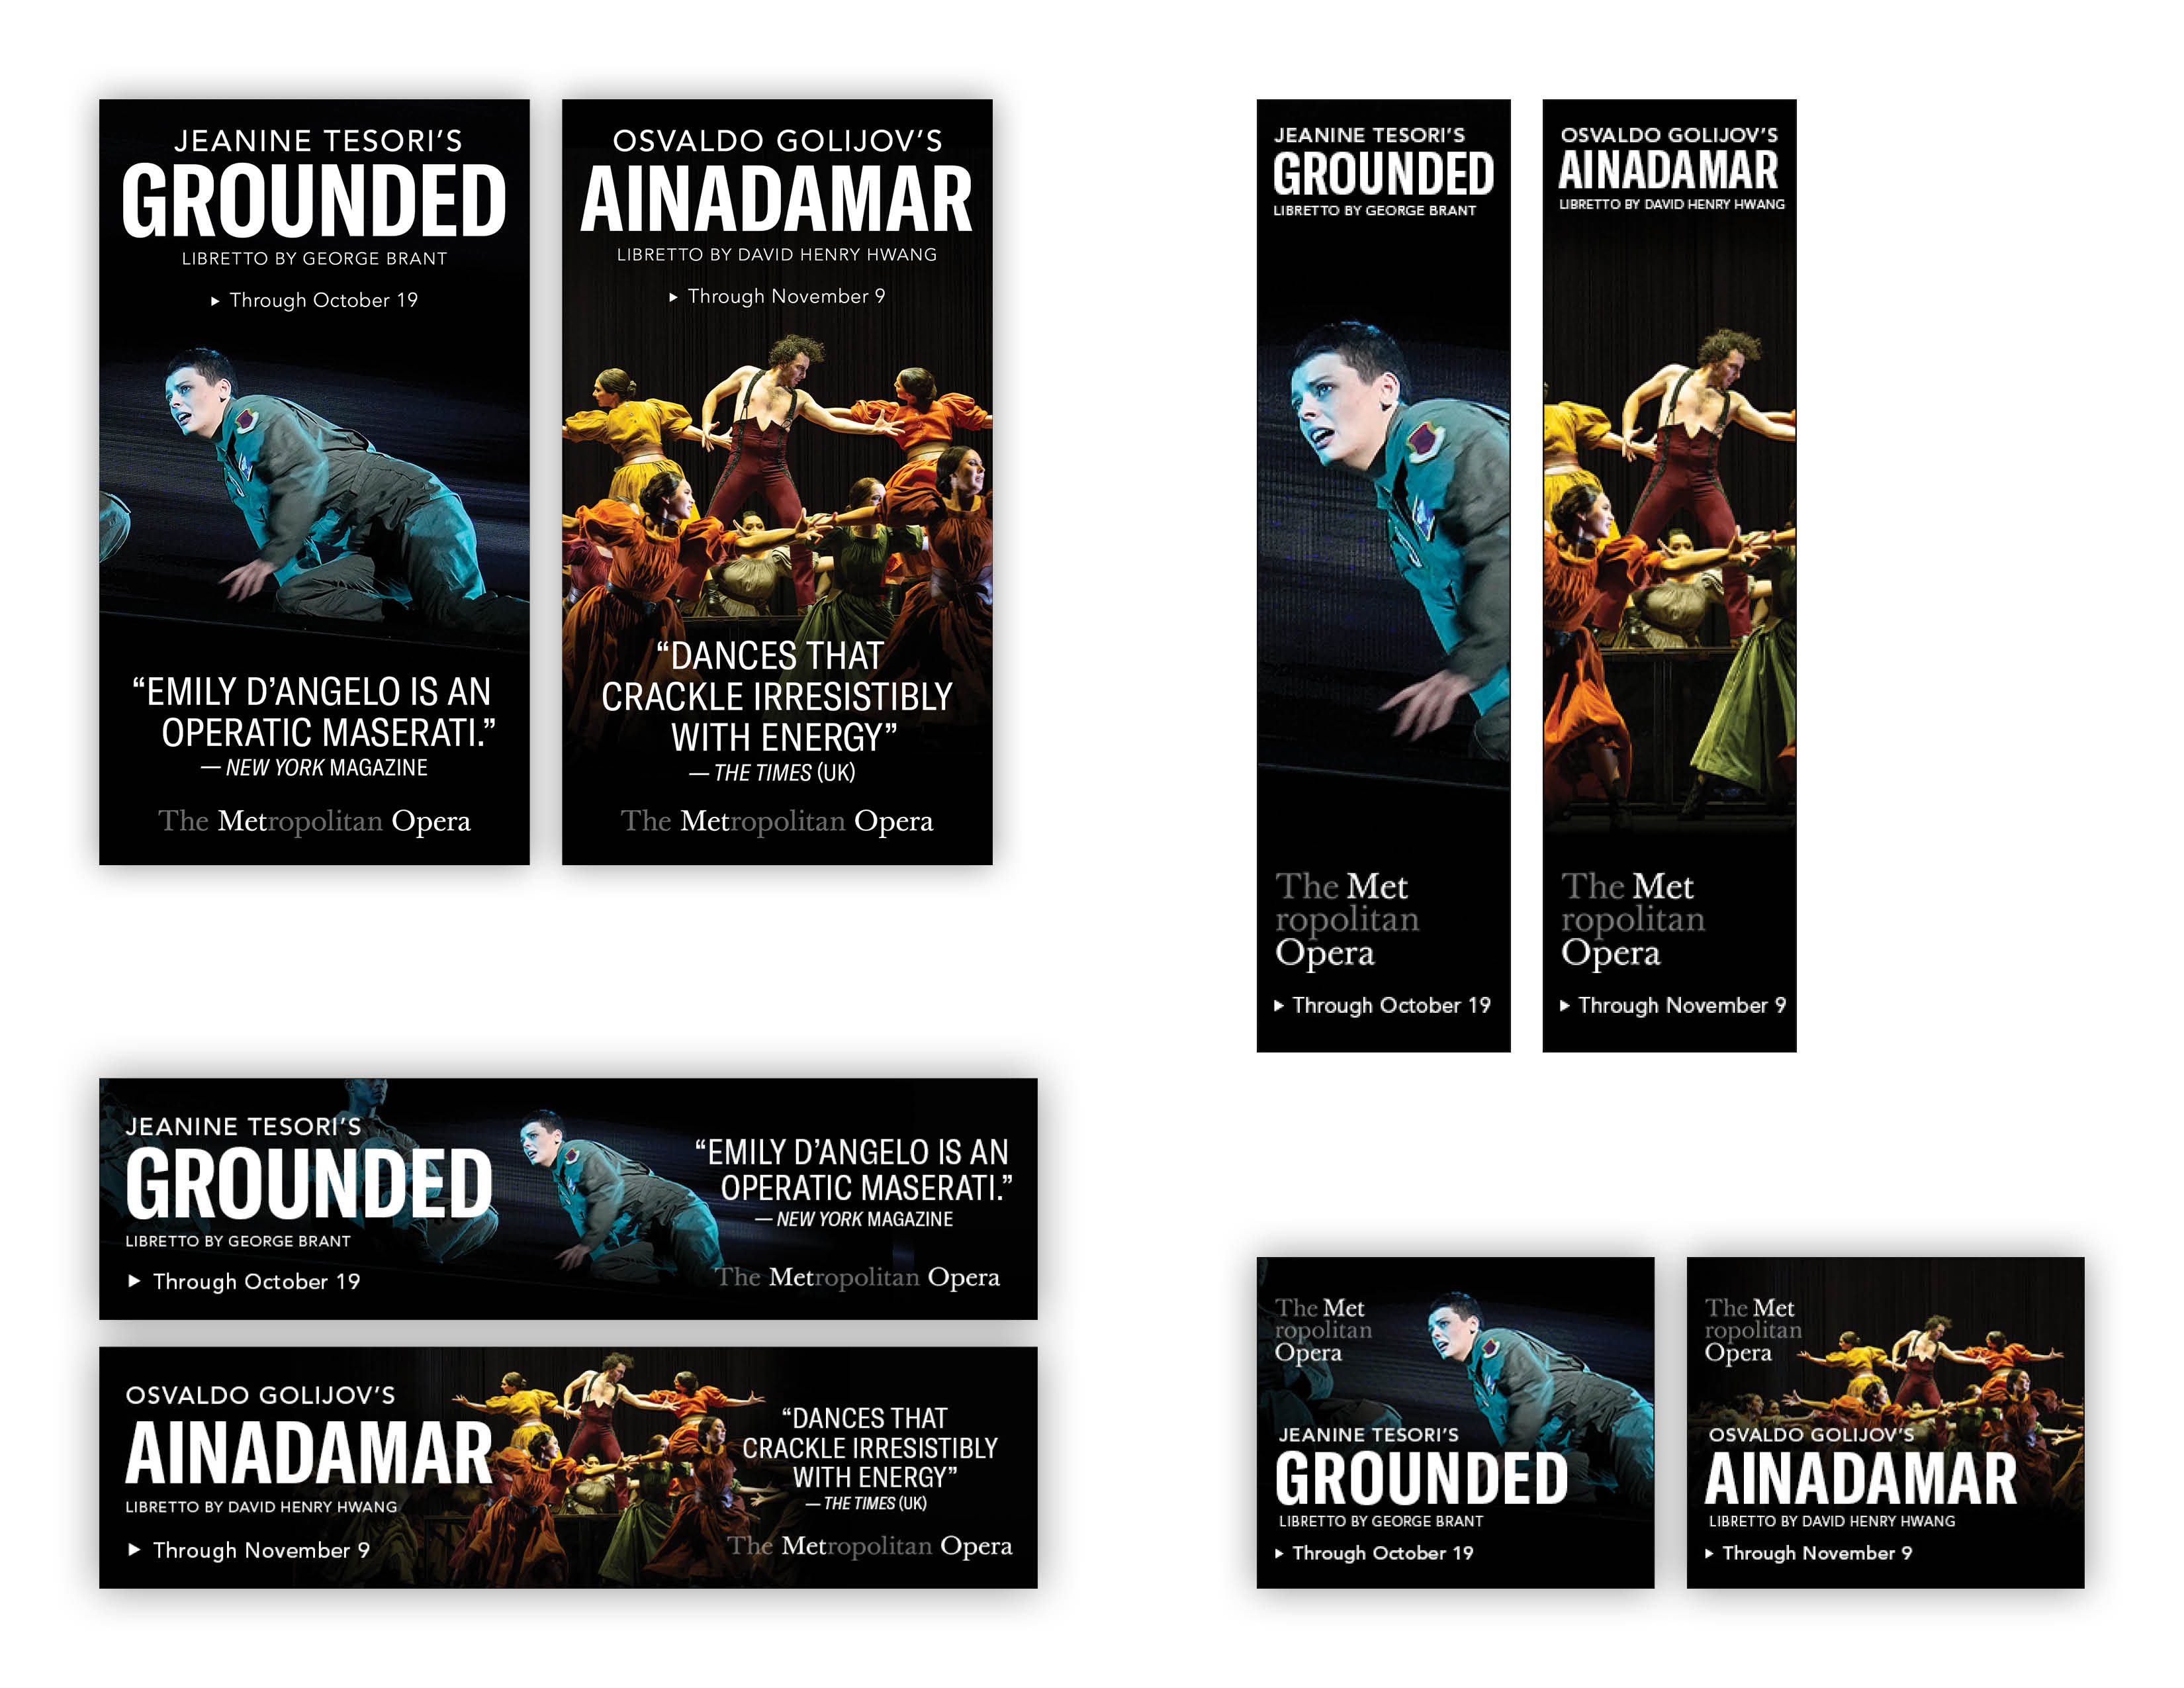 JEANINE TESORI'S
GROUNDED
LIBRETTO BY GEORGE BRANT
▸ Through October 19
“EMILY D’ANGELO IS AN
OPERATIC MASERATI.”
— NEW YORK MAGAZINE
The Metropolitan Opera
OSVALDO GOLIJOV’S
AINADAMAR
LIBRETTO BY DAVID HENRY HWANG
▸ Through November 9
“DANCES THAT
CRACKLE IRRESISTIBLY
WITH ENERGY”
— THE TIMES (UK)
The Metropolitan Opera
JEANINE TESORI’S
GROUNDED
LIBRETTO BY GEORGE BRANT
The Met
ropolitan
Opera
▸ Through October 19
OSVALDO GOLIJOV’S
AINADAMAR
LIBRETTO BY DAVID HENRY HWANG
The Met
ropolitan
Opera
▸ Through November 9
JEANINE TESORI’S
GROUNDED
LIBRETTO BY GEORGE BRANT
▸ Through October 19
“EMILY D’ANGELO IS AN
OPERATIC MASERATI.”
— NEW YORK MAGAZINE
The Metropolitan Opera
OSVALDO GOLIJOV’S
AINADAMAR
LIBRETTO BY DAVID HENRY HWANG
▸ Through November 9
“DANCES THAT
CRACKLE IRRESISTIBLY
WITH ENERGY”
— THE TIMES (UK)
The Metropolitan Opera
The Met
ropolitan
Opera
JEANINE TESORI’S
GROUNDED
LIBRETTO BY GEORGE BRANT
▸ Through October 19
The Met
ropolitan
Opera
OSVALDO GOLIJOV’S
AINADAMAR
LIBRETTO BY DAVID HENRY HWANG
▸ Through November 9